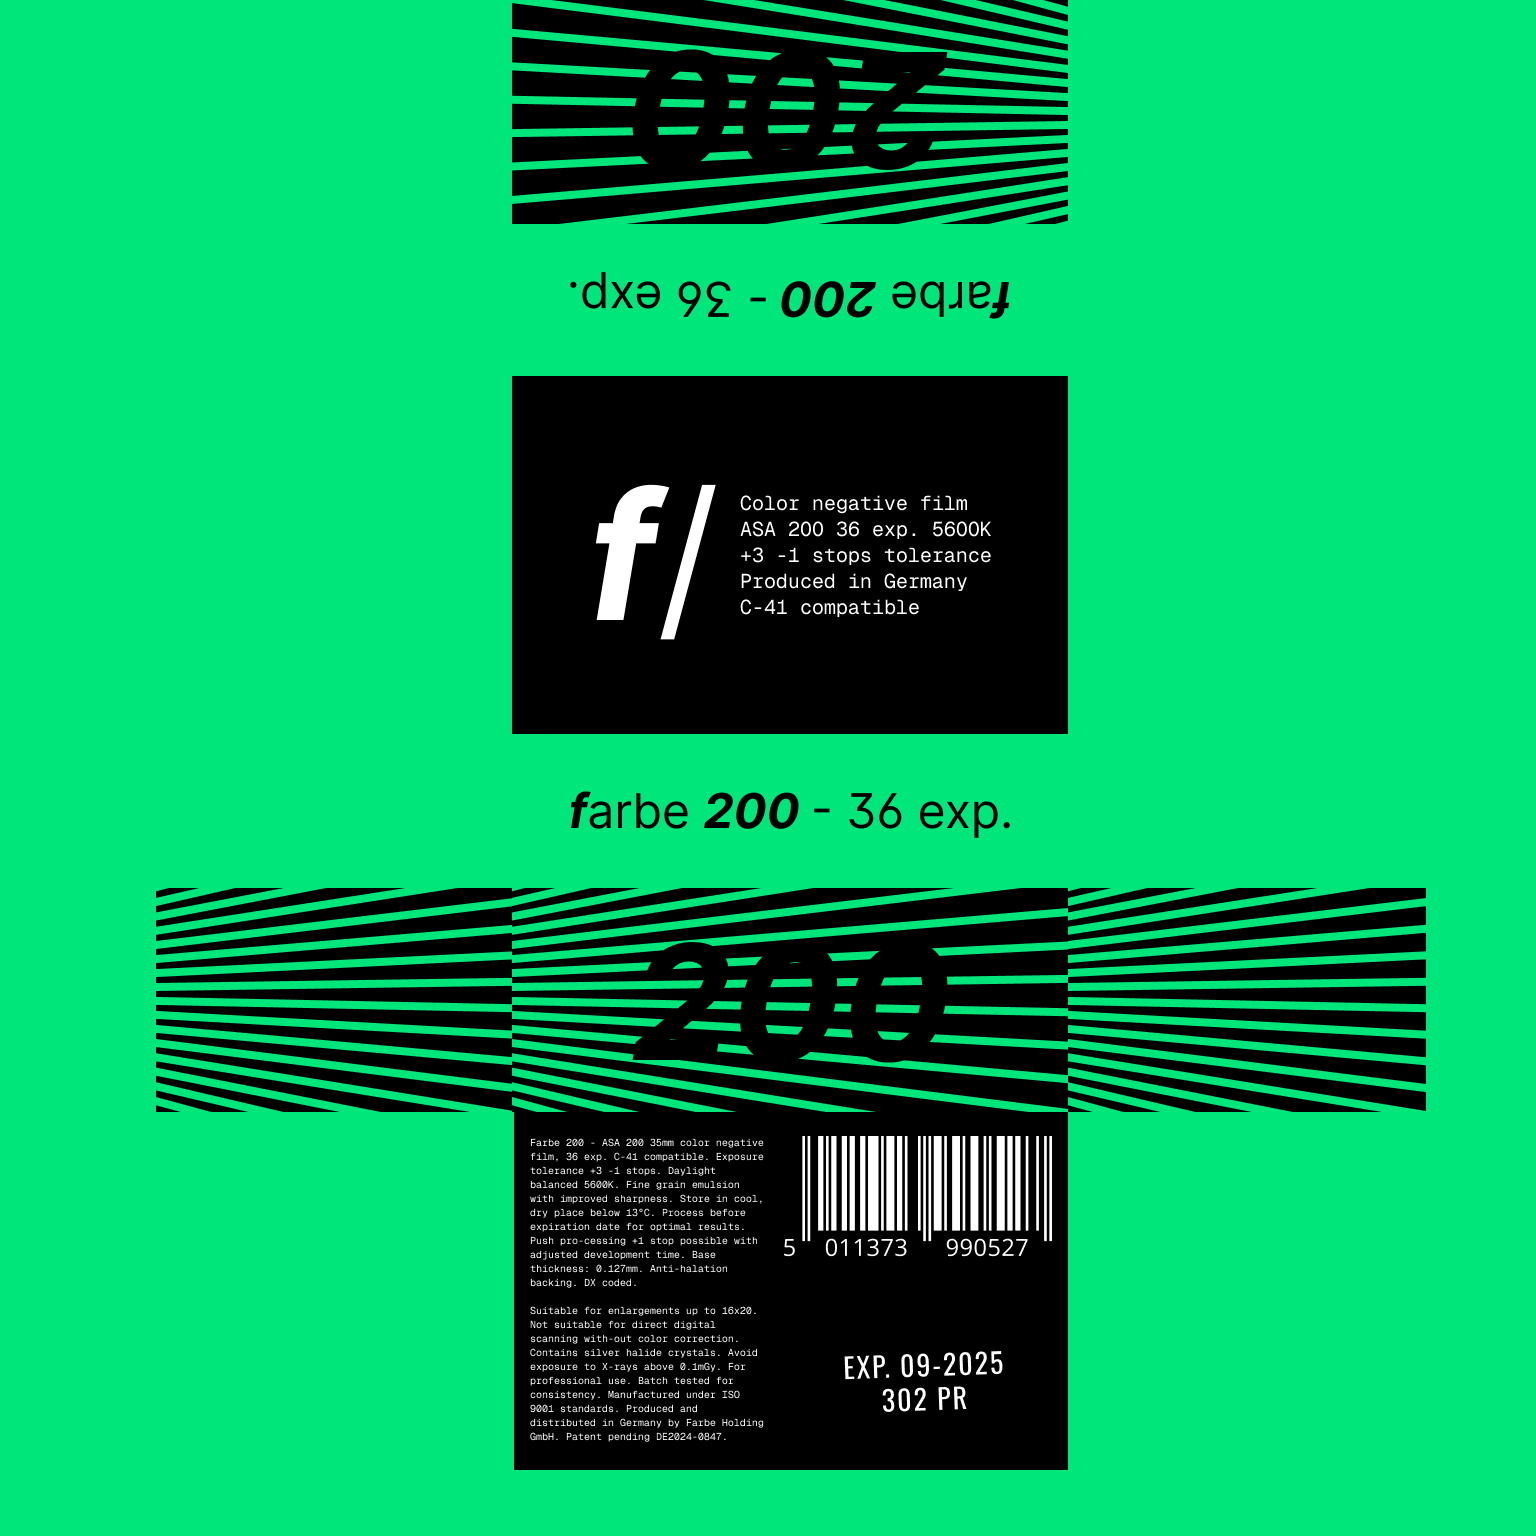 200
farbe 200 - 36 exp.
f/
Color negative film
ASA 200 36 exp. 5600K
+3 -1 stops tolerance
Produced in Germany
C-41 compatible
farbe 200 - 36 exp.
200
Farbe 200 - ASA 200 35mm color negative
film, 36 exp. C-41 compatible. Exposure
tolerance +3 -1 stops. Daylight
balanced 5600K. Fine grain emulsion
with improved sharpness. Store in cool,
dry place below 13°C. Process before
expiration date for optimal results.
Push pro-cessing +1 stop possible with
adjusted development time. Base
thickness: 0.127mm. Anti-halation
backing. DX coded.
Suitable for enlargements up to 16x20.
Not suitable for direct digital
scanning with-out color correction.
Contains silver halide crystals. Avoid
exposure to X-rays above 0.1mGy. For
professional use. Batch tested for
consistency. Manufactured under ISO
9001 standards. Produced and
distributed in Germany by Farbe Holding
GmbH. Patent pending DE2024-0847.
5 011373 990527
EXP. 09-2025
302 PR